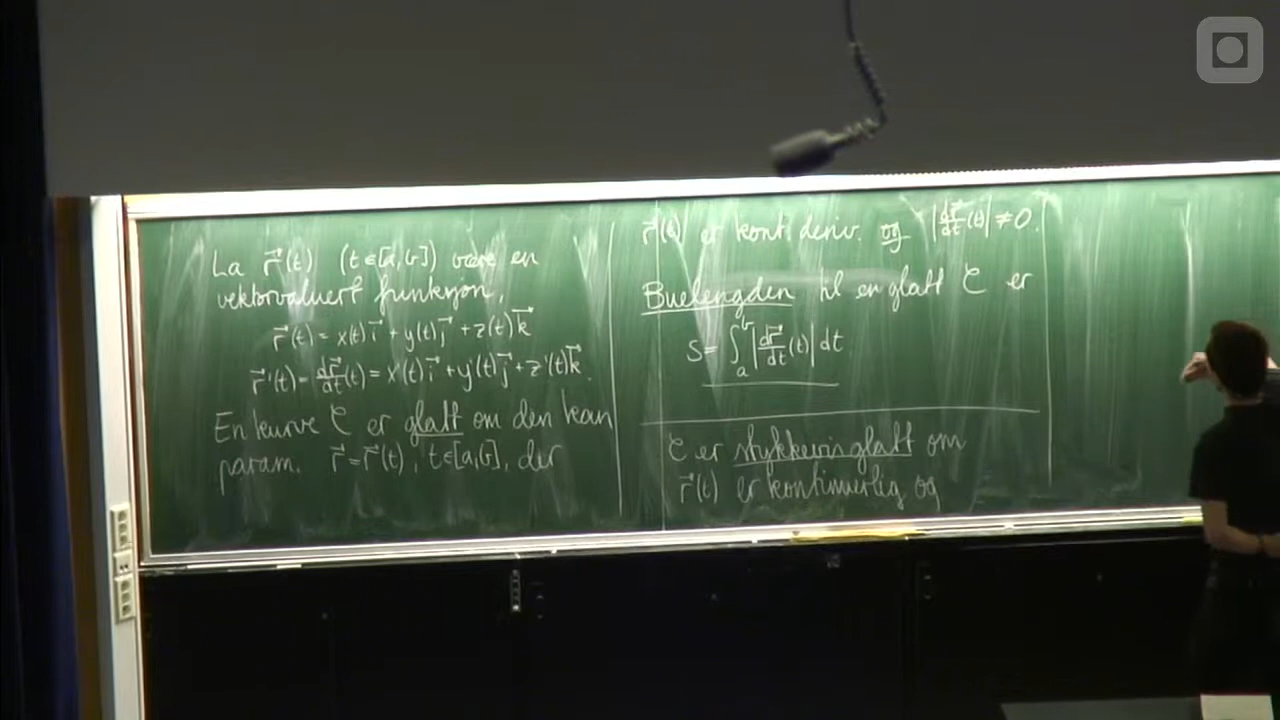 La r⃗(t) (t∈[a,b]) være en
vektorvaluert funksjon,
r⃗(t) = x(t)i⃗ + y(t)j⃗ + z(t)k⃗
r⃗'(t) = dr⃗/dt(t) = x'(t)i⃗ + y'(t)j⃗ + z'(t)k⃗.
En kurve C er glatt om den kan
param. r⃗=r⃗(t), t∈[a,b], der
r⃗(t) er kont. deriv. og |dr⃗/dt(t)|≠0.
Buelengden til en glatt C er
S = ∫_a^b |dr⃗/dt(t)| dt
C er stykkevis glatt om
r⃗(t) er kontinuerlig og